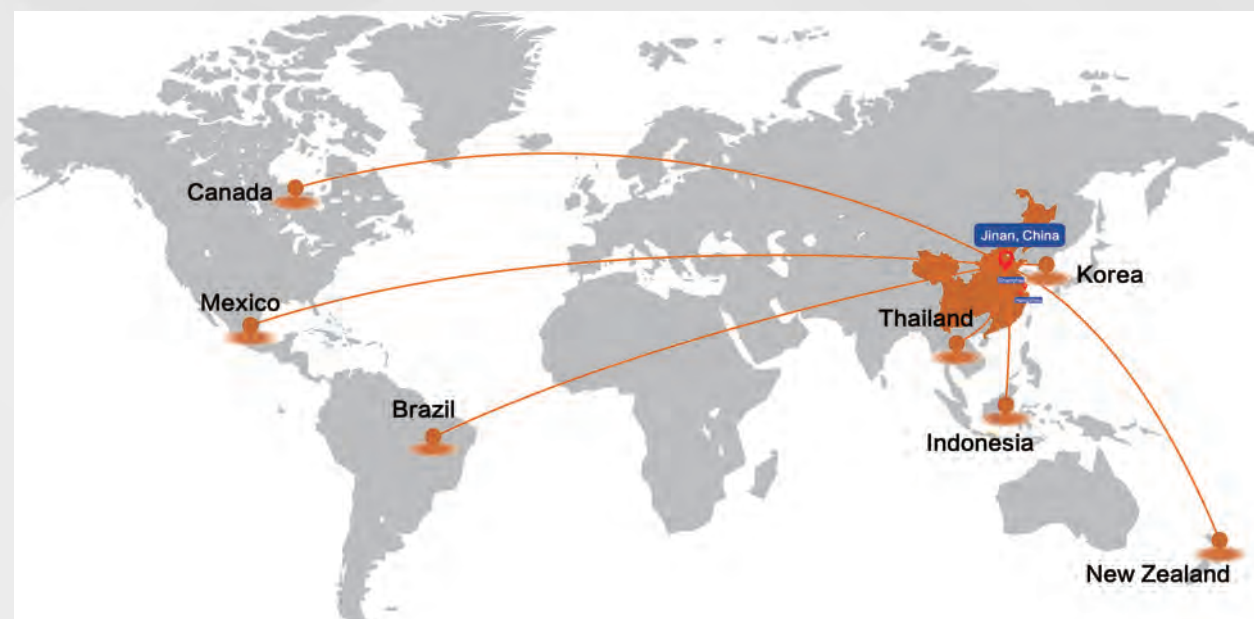 Canada
Jinan, China
Korea
Mexico
Thailand
Brazil
Indonesia
New Zealand